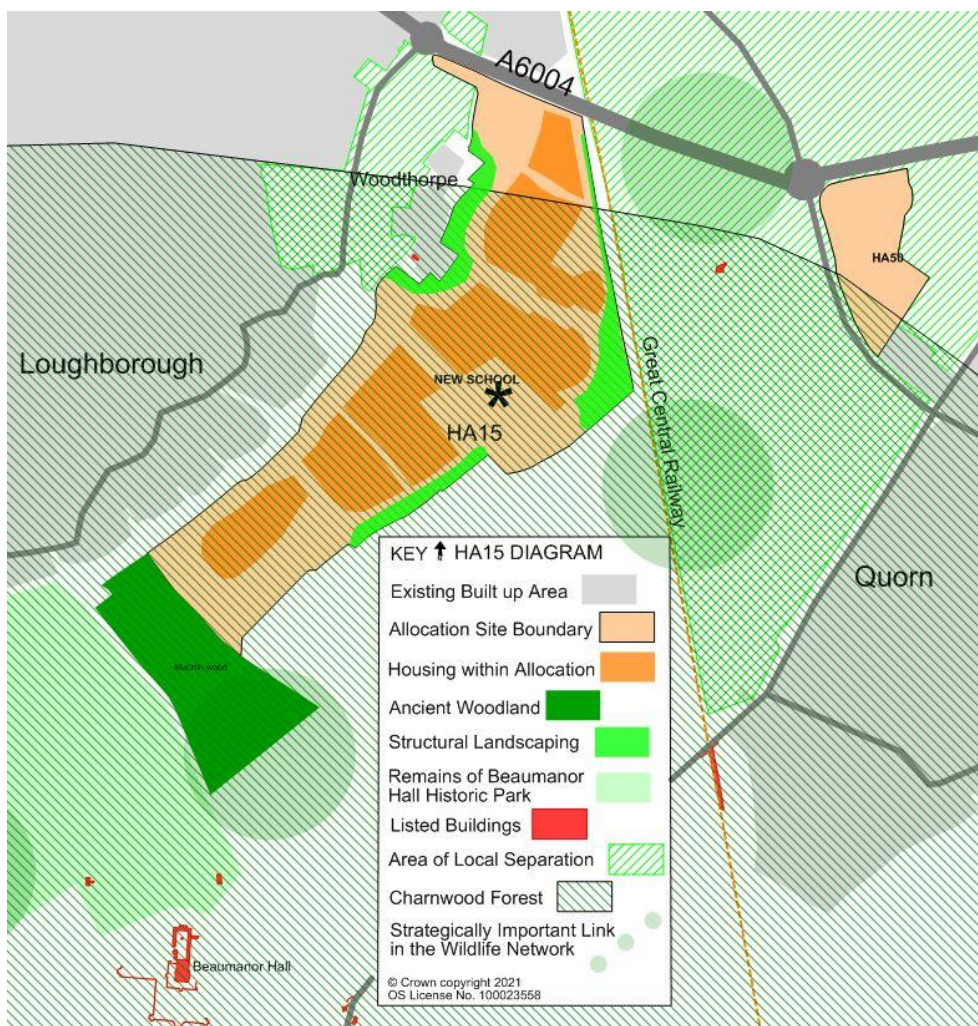 A6004
Woodthorpe
HA58
Loughborough
Great Central Railway
NEW SCHOOL
*
HA15
Quorn
KEY ↑ HA15 DIAGRAM
Existing Built up Area
Allocation Site Boundary
Housing within Allocation
Ancient Woodland
Structural Landscaping
Remains of Beaumanor
Hall Historic Park
Listed Buildings
Area of Local Separation
Charnwood Forest
Strategically Important Link
in the Wildlife Network
© Crown copyright 2021
OS License No. 100023558
Beaumanor Hall